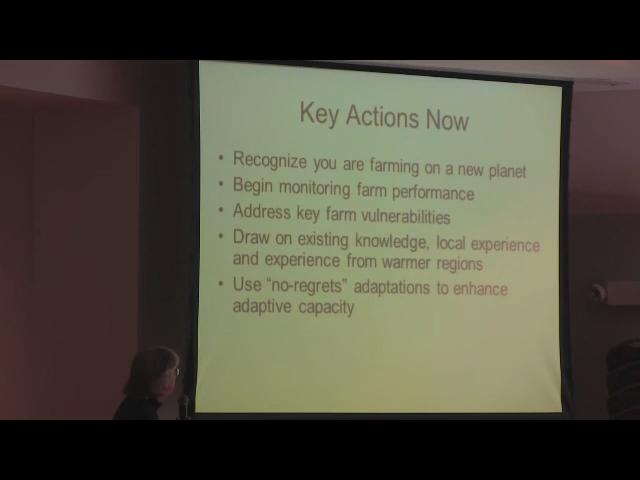 Key Actions Now
• Recognize you are farming on a new planet
• Begin monitoring farm performance
• Address key farm vulnerabilities
• Draw on existing knowledge, local experience
and experience from warmer regions
• Use “no-regrets” adaptations to enhance
adaptive capacity